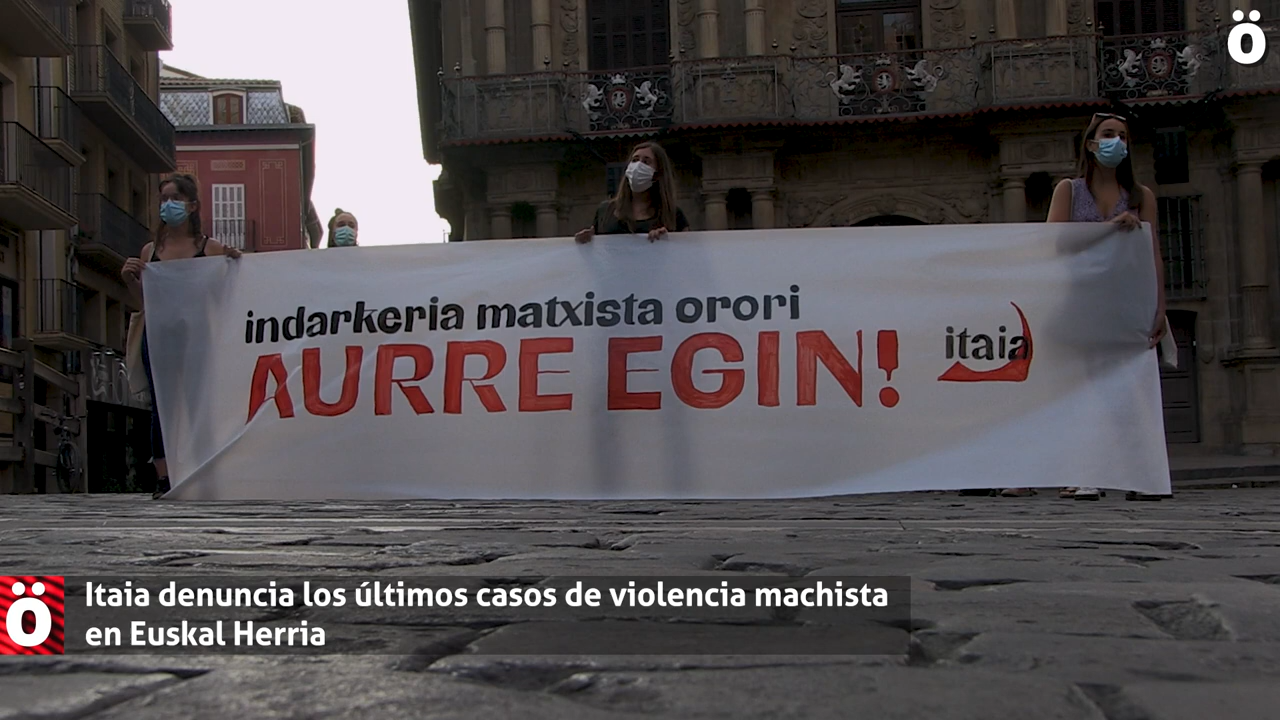 ö
indarkeria matxista orori
AURRE EGIN!
itaia
ö
Itaia denuncia los últimos casos de violencia machista
en Euskal Herria